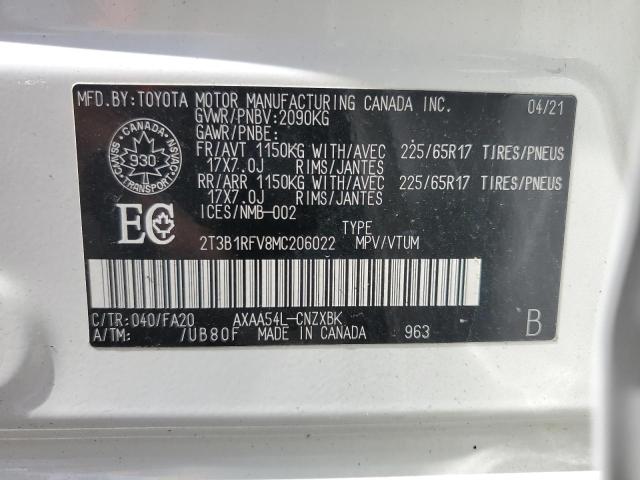 MFD.BY:TOYOTA MOTOR MANUFACTURING CANADA INC. 04/21
GVWR/PNBV:2090KG
GAWR/PNBE:
FR/AVT 1150KG WITH/AVEC 225/65R17 TIRES/PNEUS
17X7.0J RIMS/JANTES
RR/ARR 1150KG WITH/AVEC 225/65R17 TIRES/PNEUS
17X7.0J RIMS/JANTES
ICES/NMB-002
CANADA
CMVSS
NSVAC
930
TRANSPORT
EC
TYPE
2T3B1RFV8MC206022 MPV/VTUM
C/TR:040/FA20 AXAA54L-CNZXBK
A/TM: /UB80F MADE IN CANADA 963
B